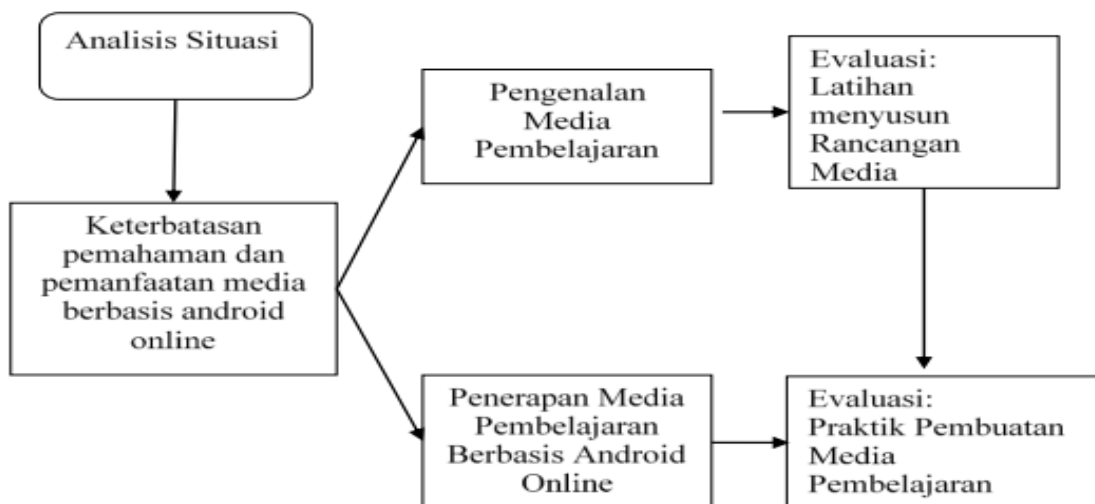 Analisis Situasi
Keterbatasan
pemahaman dan
pemanfaatan media
berbasis android
online
Pengenalan
Media
Pembelajaran
Evaluasi:
Latihan
menyusun
Rancangan
Media
Penerapan Media
Pembelajaran
Berbasis Android
Online
Evaluasi:
Praktik Pembuatan
Media
Pembelajaran